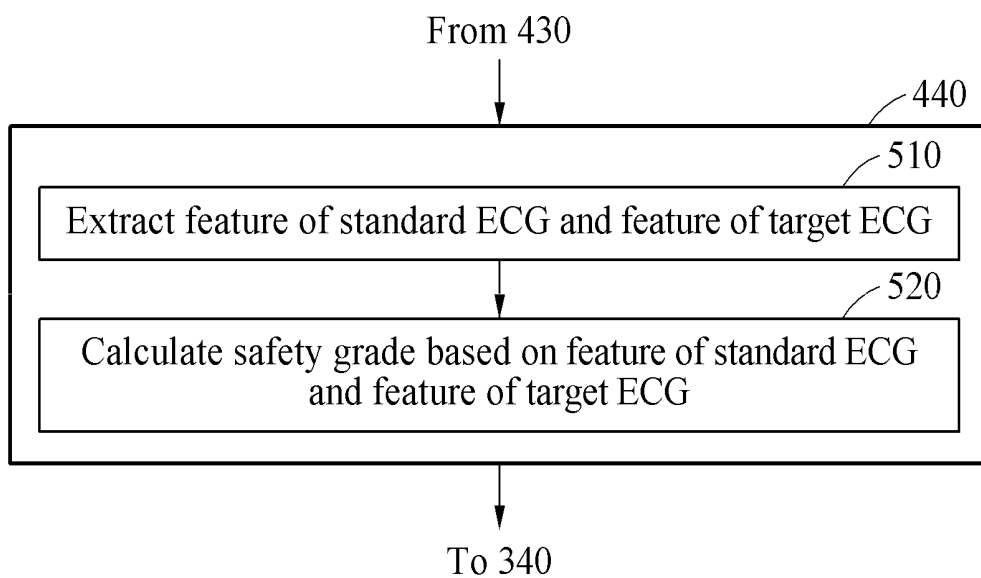 From 430
440
510
Extract feature of standard ECG and feature of target ECG
520
Calculate safety grade based on feature of standard ECG
and feature of target ECG
To 340